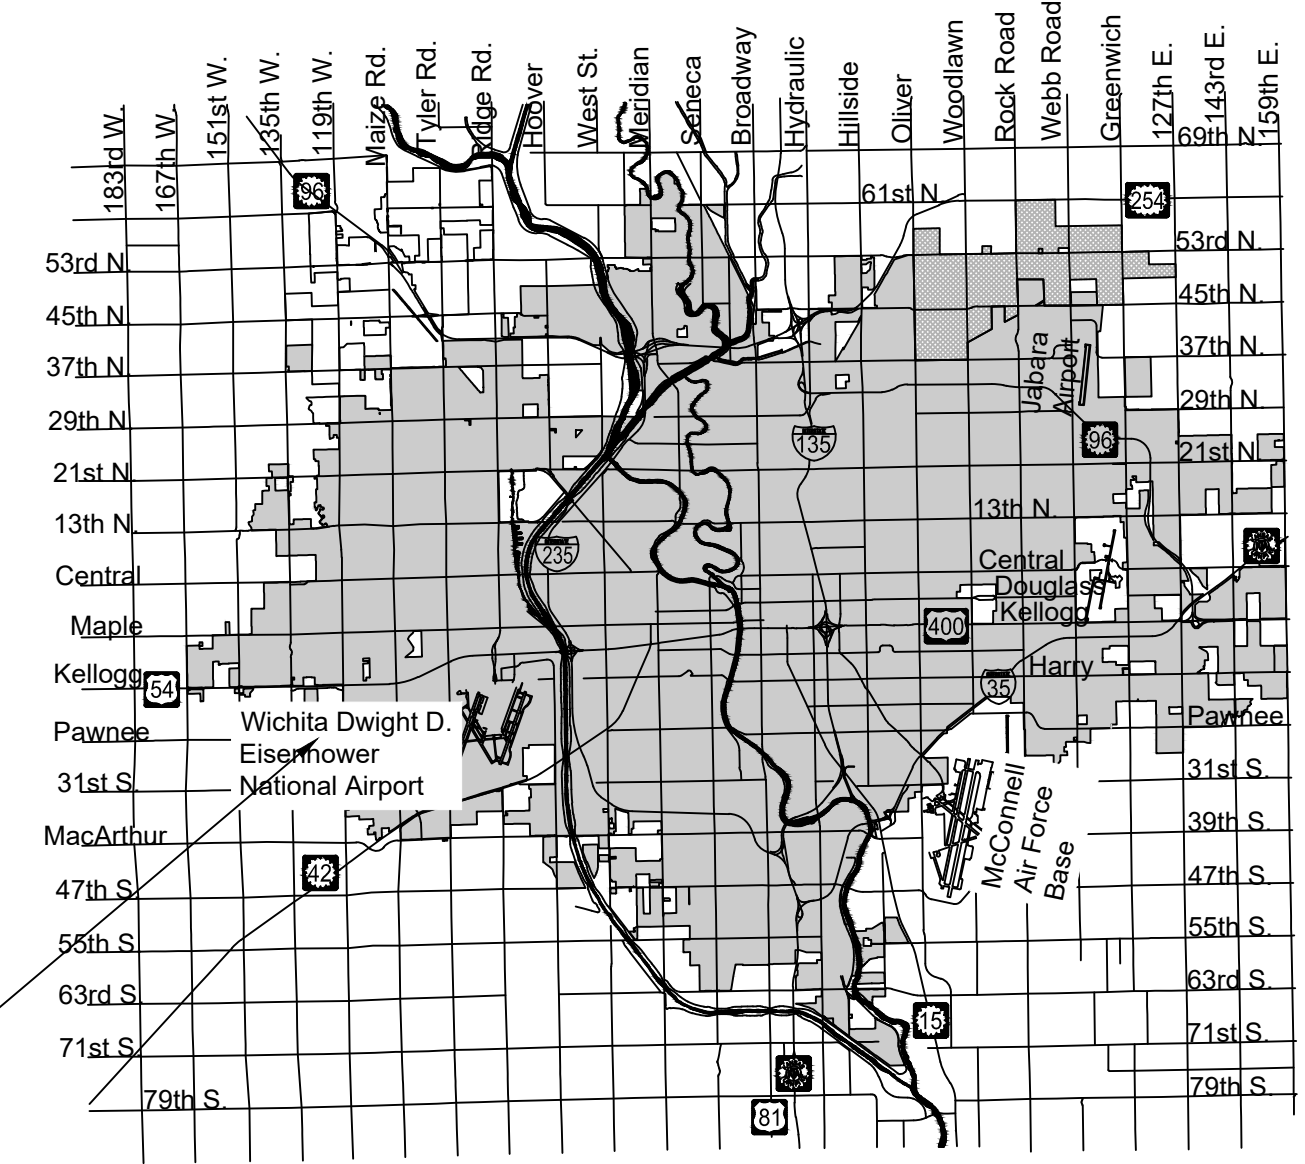 183rd W.
167th W.
151st W.
135th W.
119th W.
Maize Rd.
Tyler Rd.
Ridge Rd.
Hoover
West St.
Meridian
Seneca
Broadway
Hydraulic
Hillside
Oliver
Woodlawn
Rock Road
Webb Road
Greenwich
127th E.
143rd E.
159th E.
69th N.
96
61st N.
254
53rd N.
53rd N.
45th N.
45th N.
37th N.
37th N.
Jabara
Airport
29th N.
29th N.
135
96
21st N.
21st N.
13th N.
13th N.
235
Central
Central
Douglass
Maple
Kellogg
400
Kellogg
54
Harry
35
Pawnee
Pawnee
Wichita Dwight D.
Eisenhower
National Airport
31st S.
31st S.
McConnell
Air Force
Base
MacArthur
39th S.
42
47th S.
47th S.
55th S.
55th S.
63rd S.
63rd S.
15
71st S.
71st S.
79th S.
79th S.
81